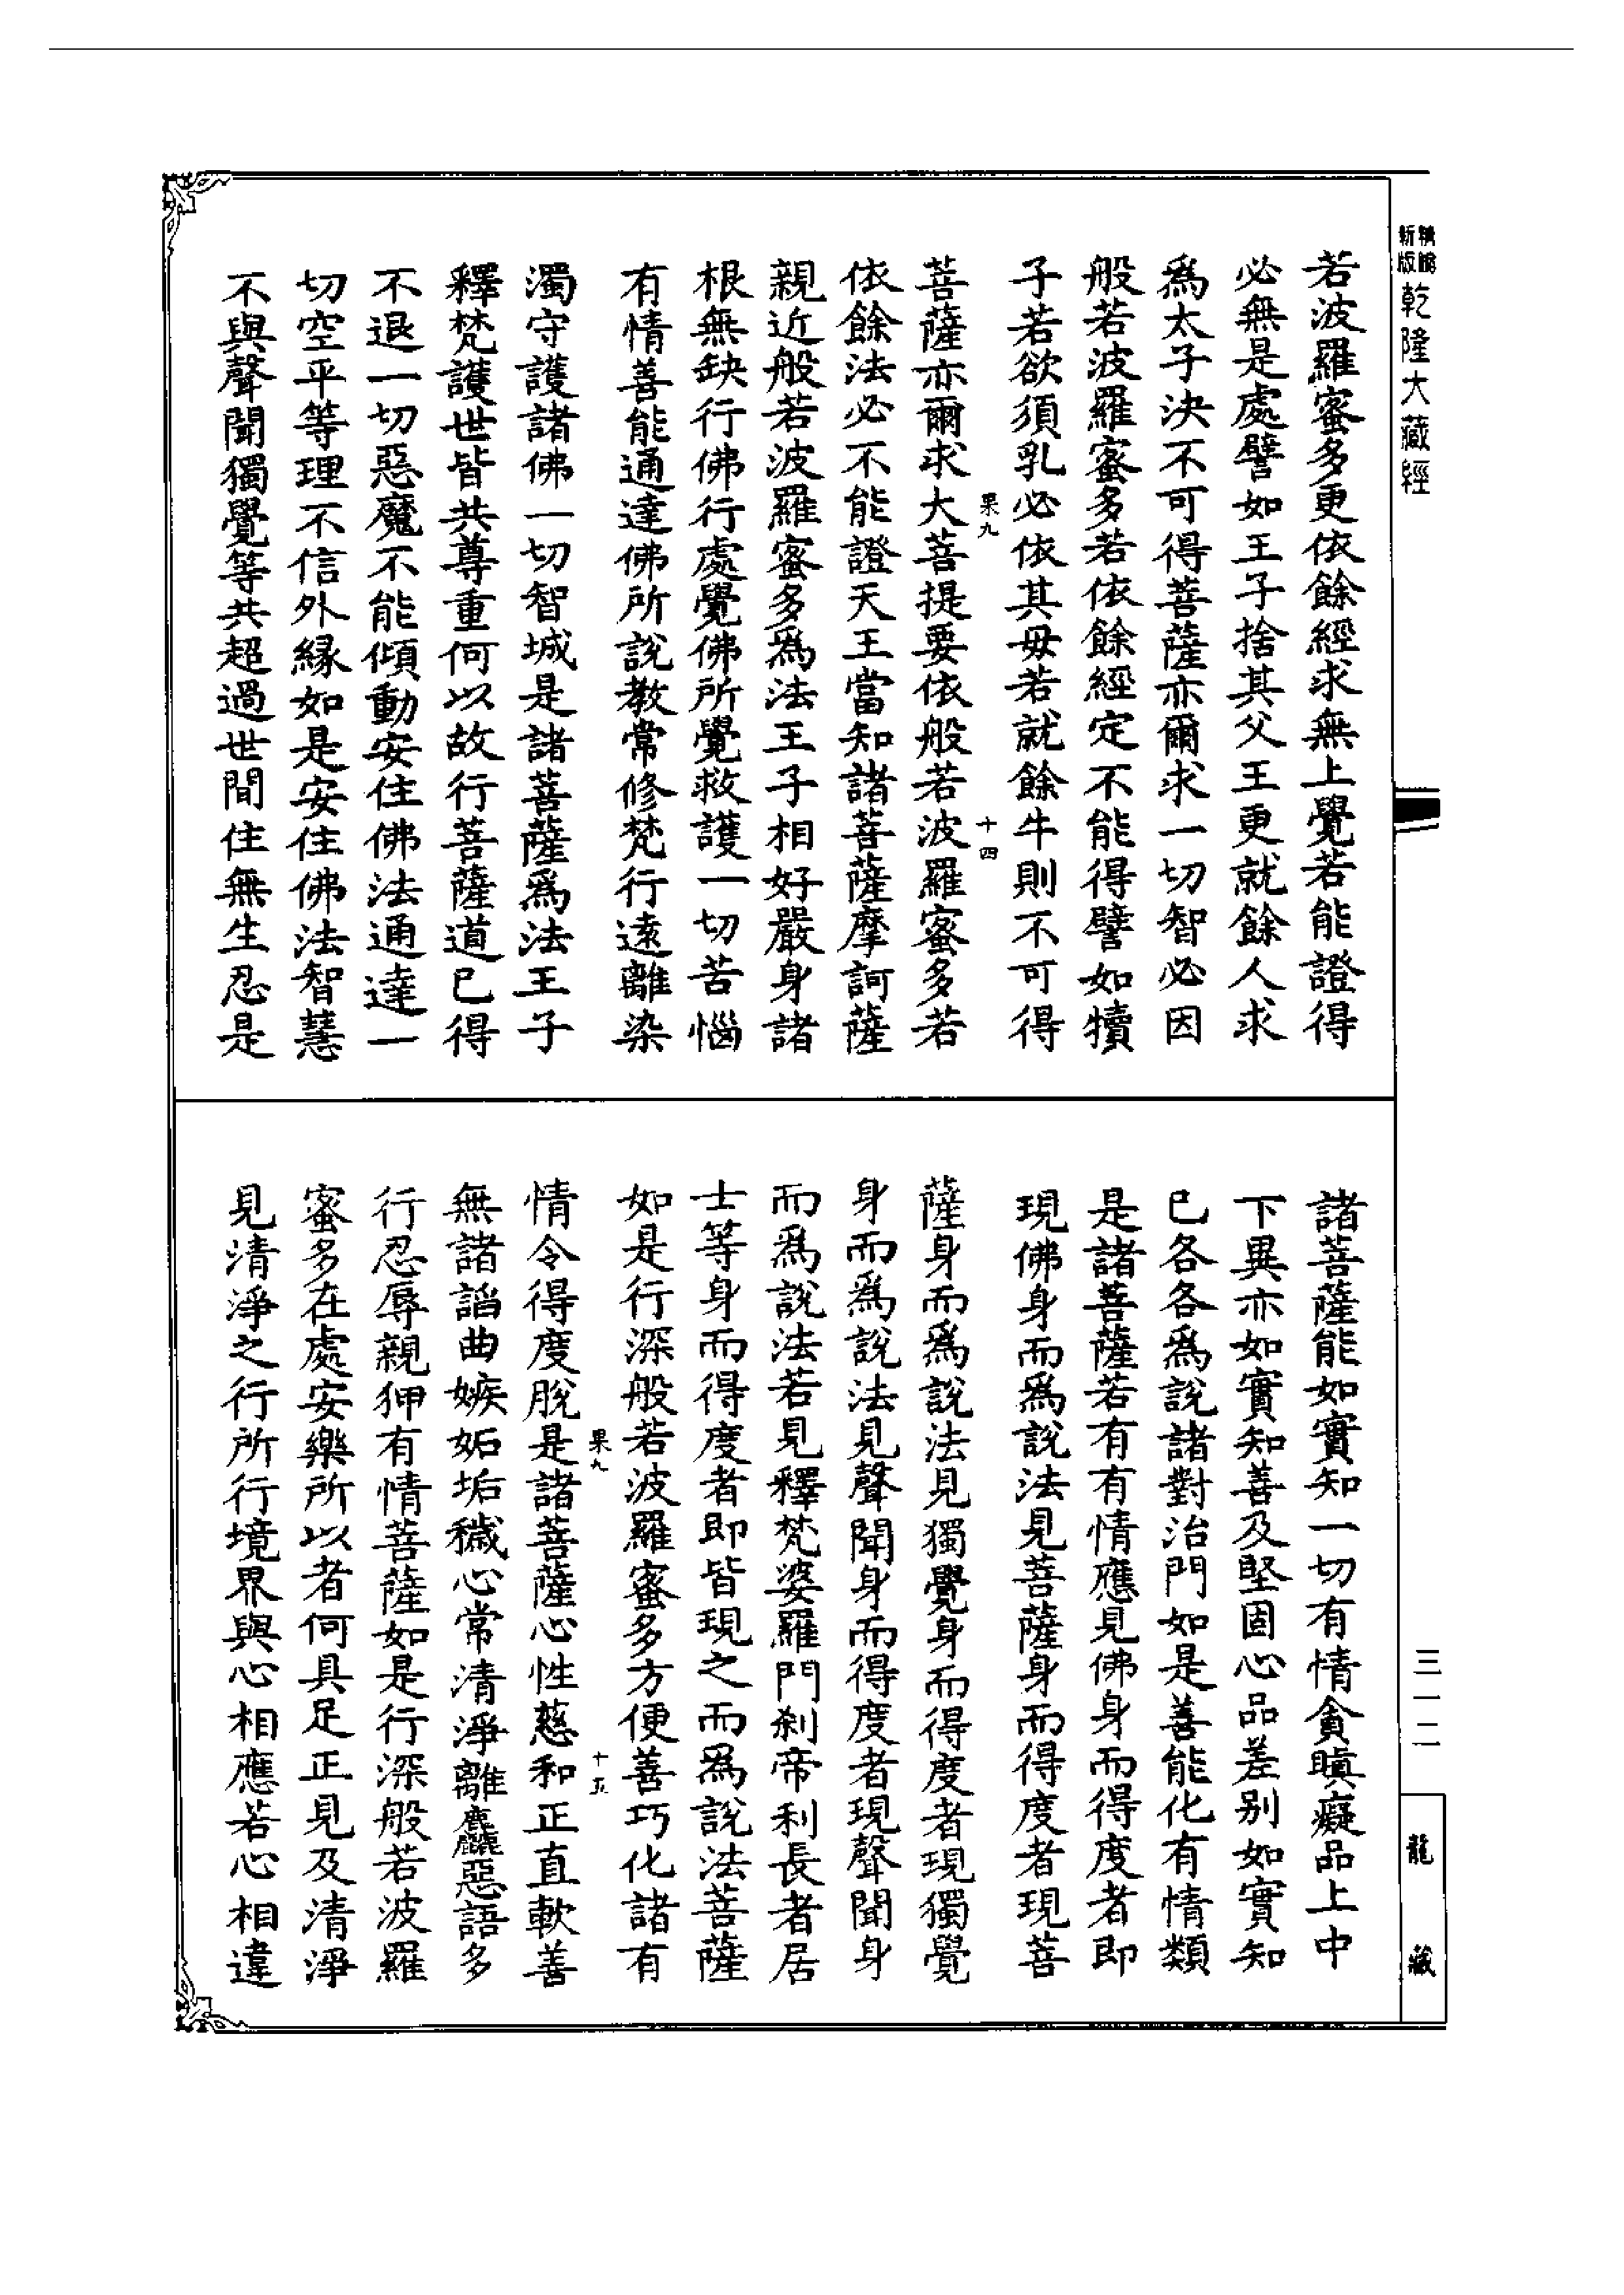 新版精縮乾隆大藏經
若波羅蜜多更依餘經求無上覺若能證得
必無是處譬如王子捨其父王更就餘人求
爲太子決不可得菩薩亦爾求一切智必因
般若波羅蜜多若依餘經定不能得譬如犢
子若欲須乳必依其母若就餘牛則不可得
果九 十四
菩薩亦爾求大菩提要依般若波羅蜜多若
依餘法必不能證天王當知諸菩薩摩訶薩
親近般若波羅蜜多爲法王子相好嚴身諸
根無缺行佛行處覺佛所覺救護一切苦惱
有情善能通達佛所說教常修梵行遠離染
濁守護諸佛一切智城是諸菩薩爲法王子
釋梵護世皆共尊重何以故行菩薩道已得
不退一切惡魔不能傾動安住佛法通達一
切空平等理不信外縁如是安住佛法智慧
不與聲聞獨覺等共超過世間住無生忍是
諸菩薩能如實知一切有情貪瞋癡品上中
下異亦如實知善及堅固心品差别如實知
已各各爲說諸對治門如是善能化有情類
是諸菩薩若有有情應見佛身而得度者即
現佛身而爲說法見菩薩身而得度者現菩
薩身而爲說法見獨覺身而得度者現獨覺
身而爲說法見聲聞身而得度者現聲聞身
而爲說法若見釋梵婆羅門刹帝利長者居
士等身而得度者即皆現之而爲說法菩薩
如是行深般若波羅蜜多方便善巧化諸有
果九 十五
情令得度脫是諸菩薩心性慈和正直軟善
無諸諂曲嫉妬垢穢心常清淨離麤惡語多
行忍辱親狎有情菩薩如是行深般若波羅
蜜多在處安樂所以者何具足正見及清淨
見清淨之行所行境界與心相應若心相違
三一二
龍藏